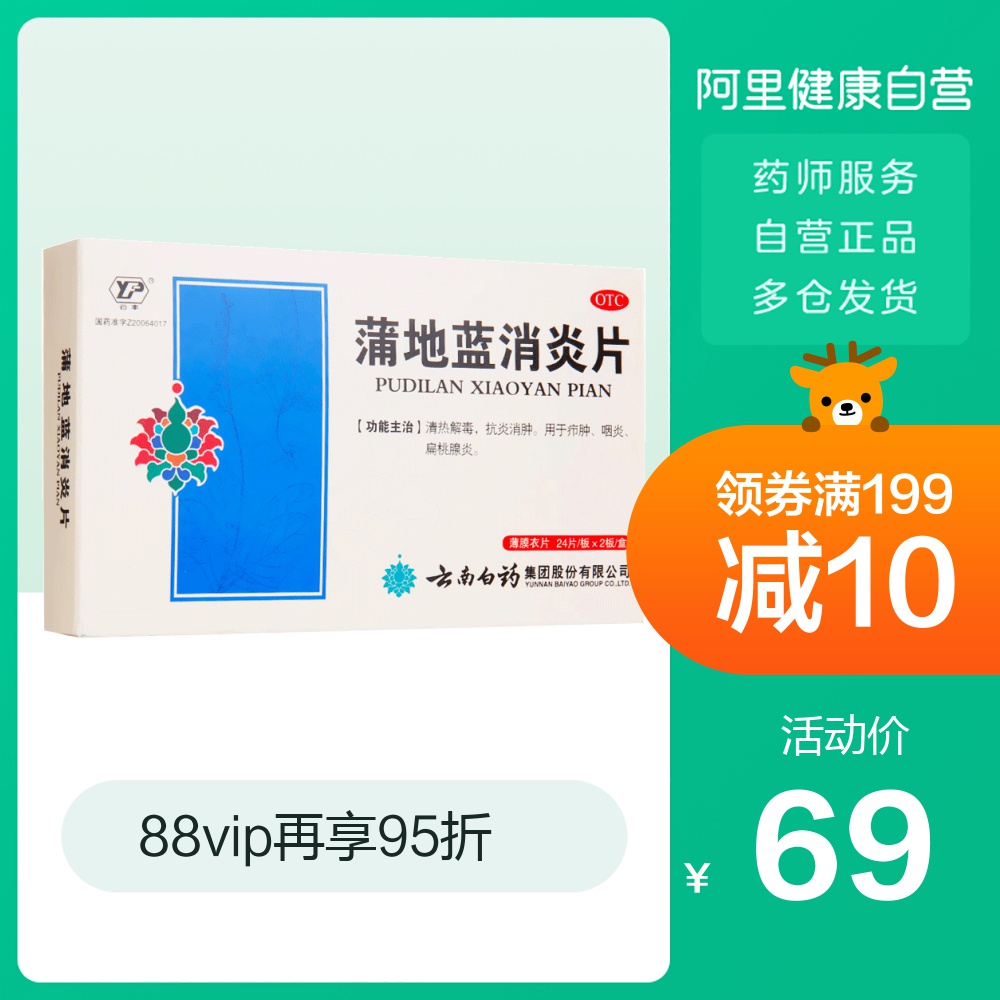 阿里健康自营
药师服务
自营正品
多仓发货
YP
云丰
®
国药准字Z20064017
OTC
蒲地蓝消炎片
PUDILAN XIAOYAN PIAN
【功能主治】清热解毒,抗炎消肿。用于疖肿、咽炎、
扁桃腺炎。
薄膜衣片 24片/板×2板/盒
云南白药集团股份有限公司
YUNNAN BAIYAO GROUP CO.,LTD.
蒲地蓝消炎片
PUDILAN XIAOYAN PIAN
领券满199
减10
活动价
¥ 69
88vip再享95折